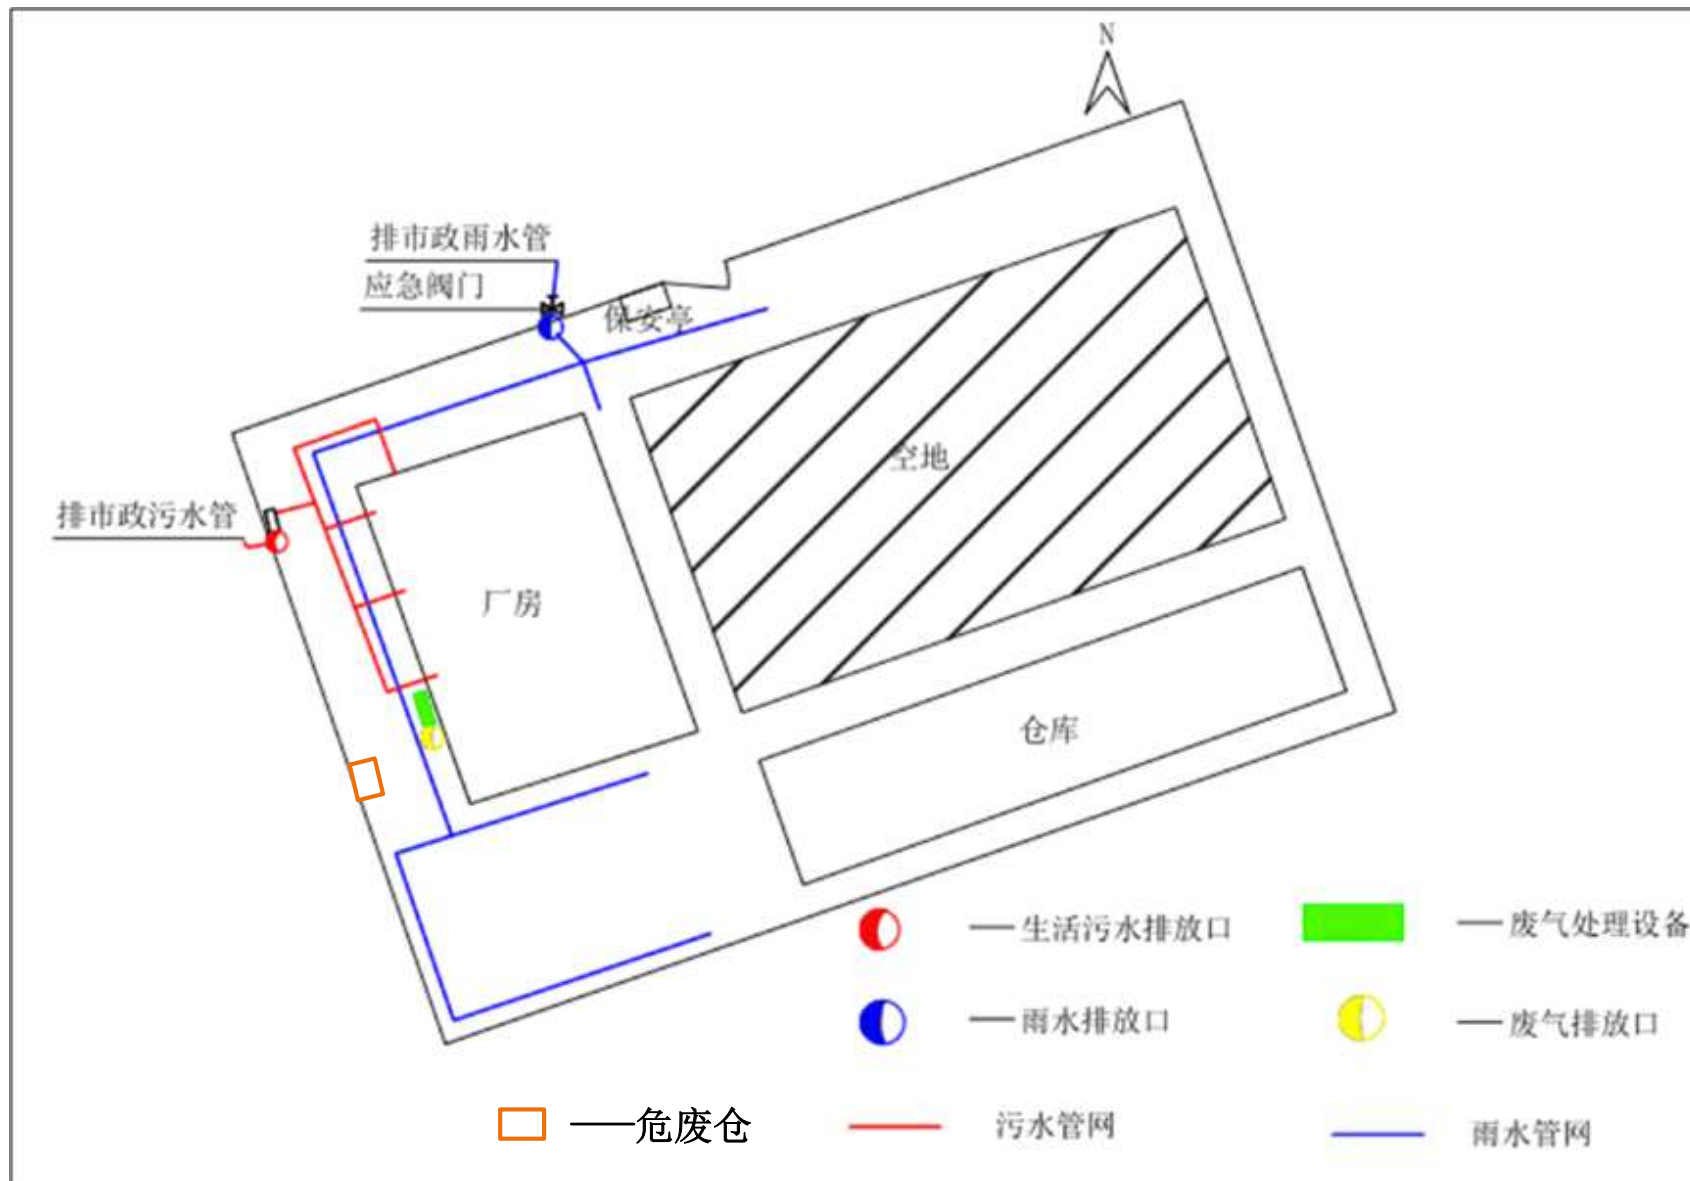 N
排市政雨水管
应急阀门
保安亭
空地
排市政污水管
厂房
仓库
—生活污水排放口
—废气处理设备
—雨水排放口
—废气排放口
——危废仓
污水管网
雨水管网